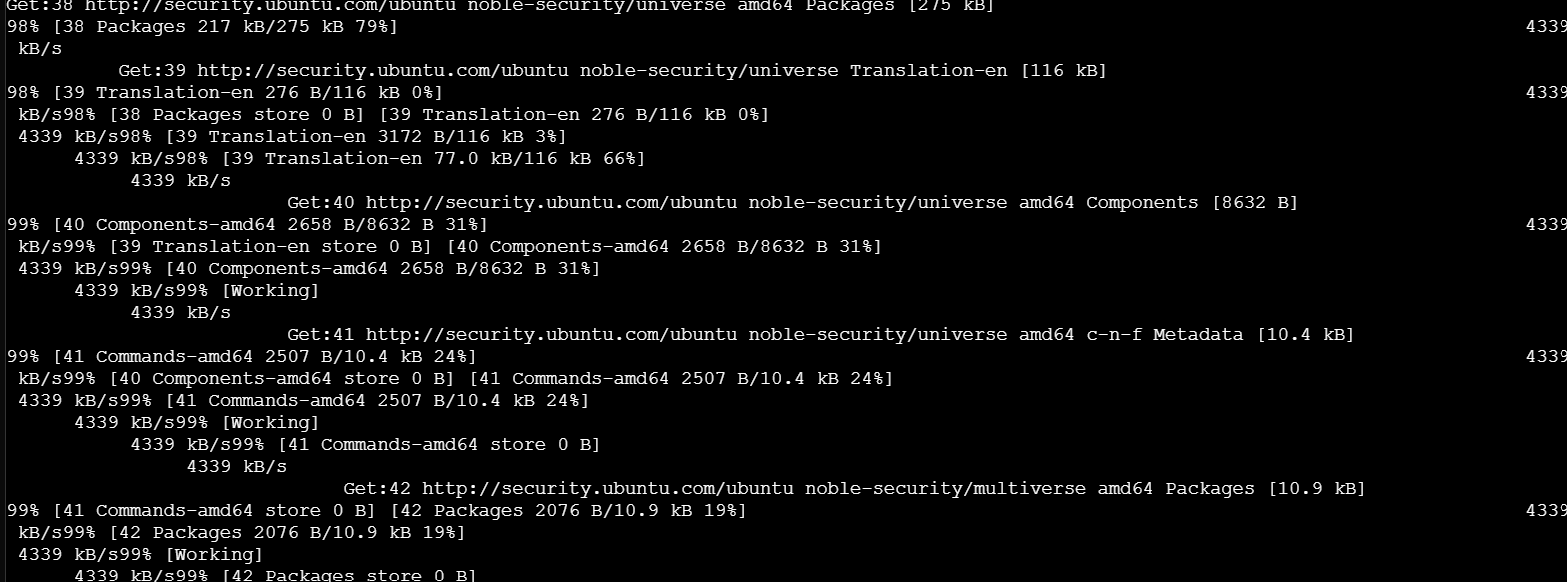 Get:38 http://security.ubuntu.com/ubuntu noble-security/universe amd64 Packages [275 kB]
98% [38 Packages 217 kB/275 kB 79%] 4339
kB/s
Get:39 http://security.ubuntu.com/ubuntu noble-security/universe Translation-en [116 kB]
98% [39 Translation-en 276 B/116 kB 0%] 4339
kB/s98% [38 Packages store 0 B] [39 Translation-en 276 B/116 kB 0%]
4339 kB/s98% [39 Translation-en 3172 B/116 kB 3%]
4339 kB/s98% [39 Translation-en 77.0 kB/116 kB 66%]
4339 kB/s
Get:40 http://security.ubuntu.com/ubuntu noble-security/universe amd64 Components [8632 B]
99% [40 Components-amd64 2658 B/8632 B 31%] 4339
kB/s99% [39 Translation-en store 0 B] [40 Components-amd64 2658 B/8632 B 31%]
4339 kB/s99% [40 Components-amd64 2658 B/8632 B 31%]
4339 kB/s99% [Working]
4339 kB/s
Get:41 http://security.ubuntu.com/ubuntu noble-security/universe amd64 c-n-f Metadata [10.4 kB]
99% [41 Commands-amd64 2507 B/10.4 kB 24%] 4339
kB/s99% [40 Components-amd64 store 0 B] [41 Commands-amd64 2507 B/10.4 kB 24%]
4339 kB/s99% [41 Commands-amd64 2507 B/10.4 kB 24%]
4339 kB/s99% [Working]
4339 kB/s99% [41 Commands-amd64 store 0 B]
4339 kB/s
Get:42 http://security.ubuntu.com/ubuntu noble-security/multiverse amd64 Packages [10.9 kB]
99% [41 Commands-amd64 store 0 B] [42 Packages 2076 B/10.9 kB 19%] 4339
kB/s99% [42 Packages 2076 B/10.9 kB 19%]
4339 kB/s99% [Working]
4339 kB/s99% [42 Packages store 0 B]